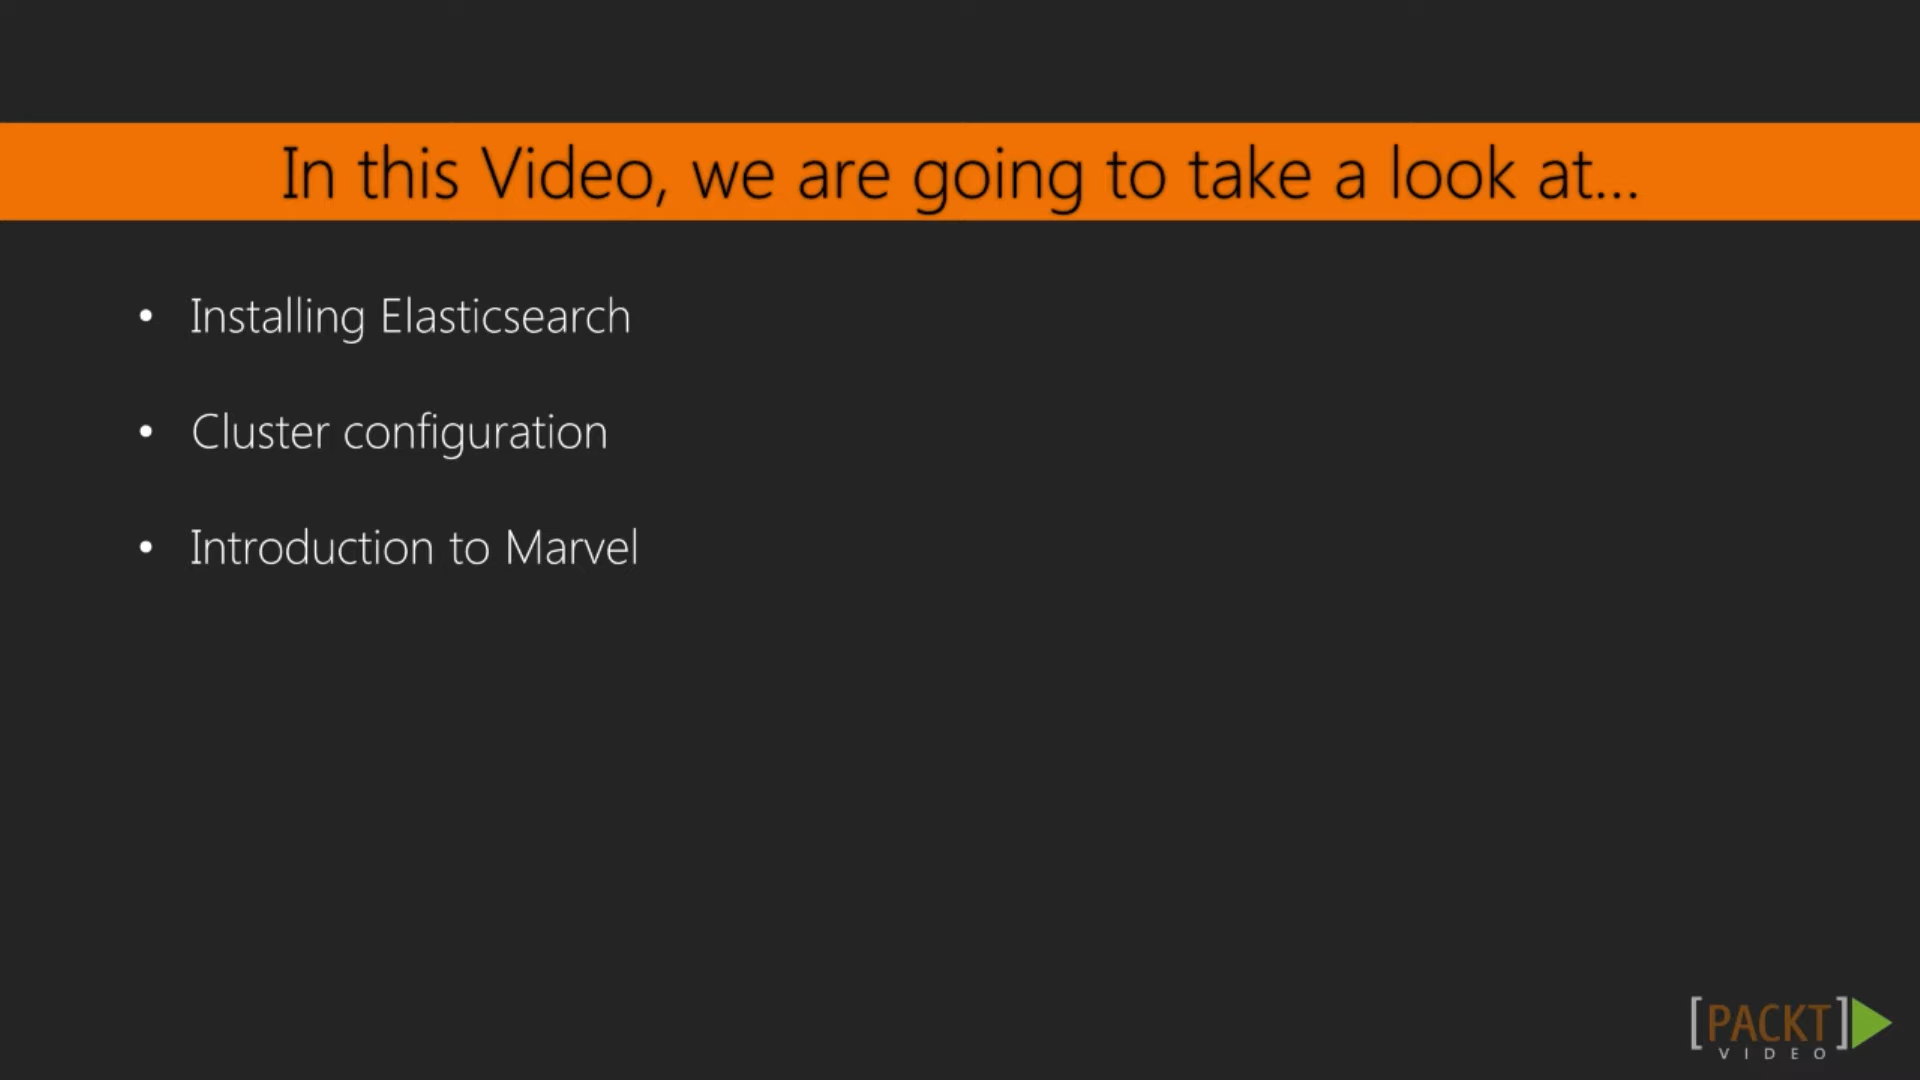 In this Video, we are going to take a look at...
• Installing Elasticsearch
• Cluster configuration
• Introduction to Marvel
[PACKT]
VIDEO